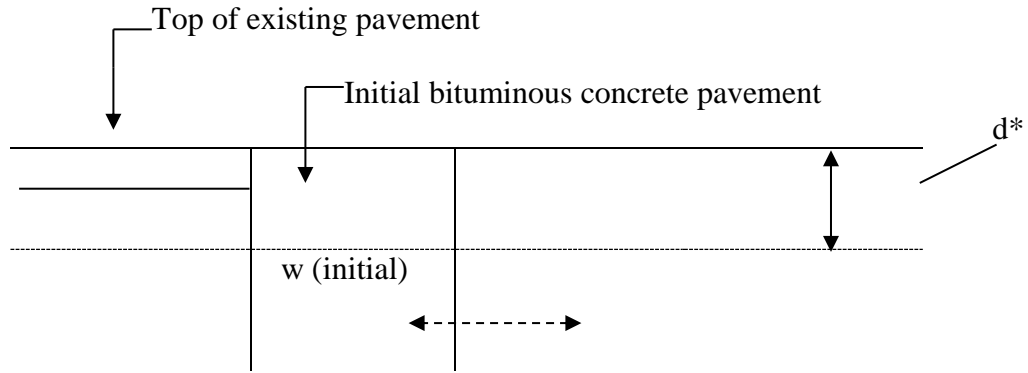 Top of existing pavement
Initial bituminous concrete pavement
d*
w (initial)